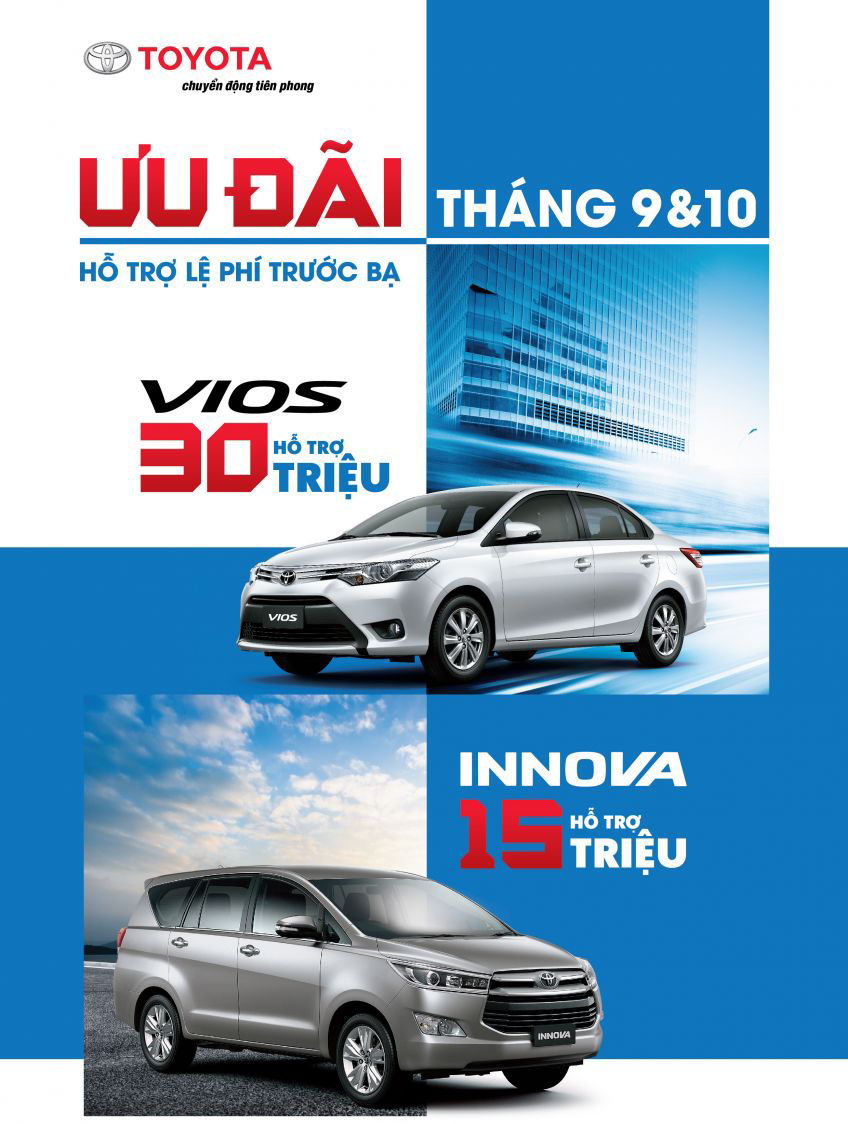 TOYOTA
chuyển động tiên phong
ƯU ĐÃI
THÁNG 9&10
HỖ TRỢ LỆ PHÍ TRƯỚC BẠ
VIOS
30 HỖ TRỢ
TRIỆU
VIOS
INNOVA
15 HỖ TRỢ
TRIỆU
INNOVA